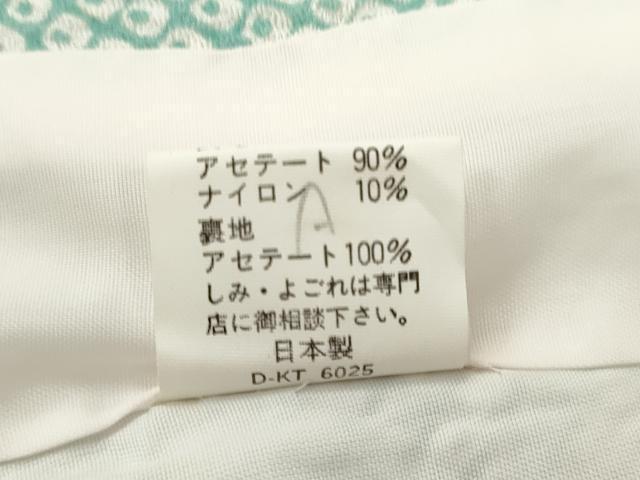 アセテート 90%
ナイロン 10%
裏地
アセテート100%
しみ・よごれは専門
店に御相談下さい。
日本製
D-KT 6025
A